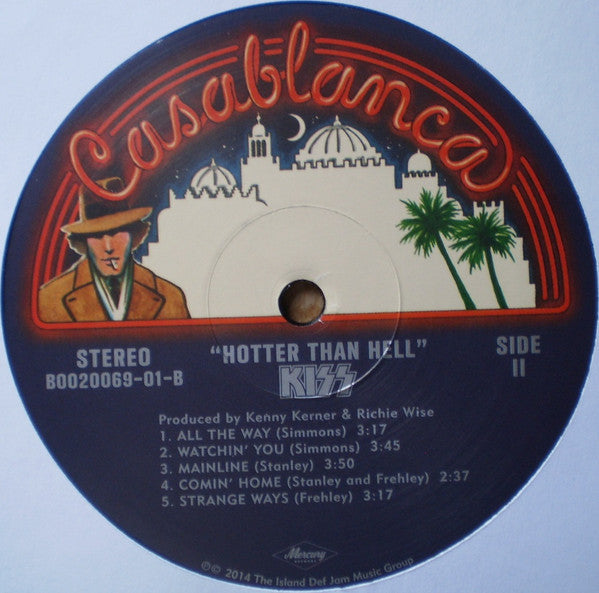 Casablanca
STEREO
B0020069-01-B
"HOTTER THAN HELL"
KISS
SIDE
II
Produced by Kenny Kerner & Richie Wise
1. ALL THE WAY (Simmons) 3:17
2. WATCHIN' YOU (Simmons) 3:45
3. MAINLINE (Stanley) 3:50
4. COMIN' HOME (Stanley and Frehley) 2:37
5. STRANGE WAYS (Frehley) 3:17
Mercury
RECORDS
℗© 2014 The Island Def Jam Music Group